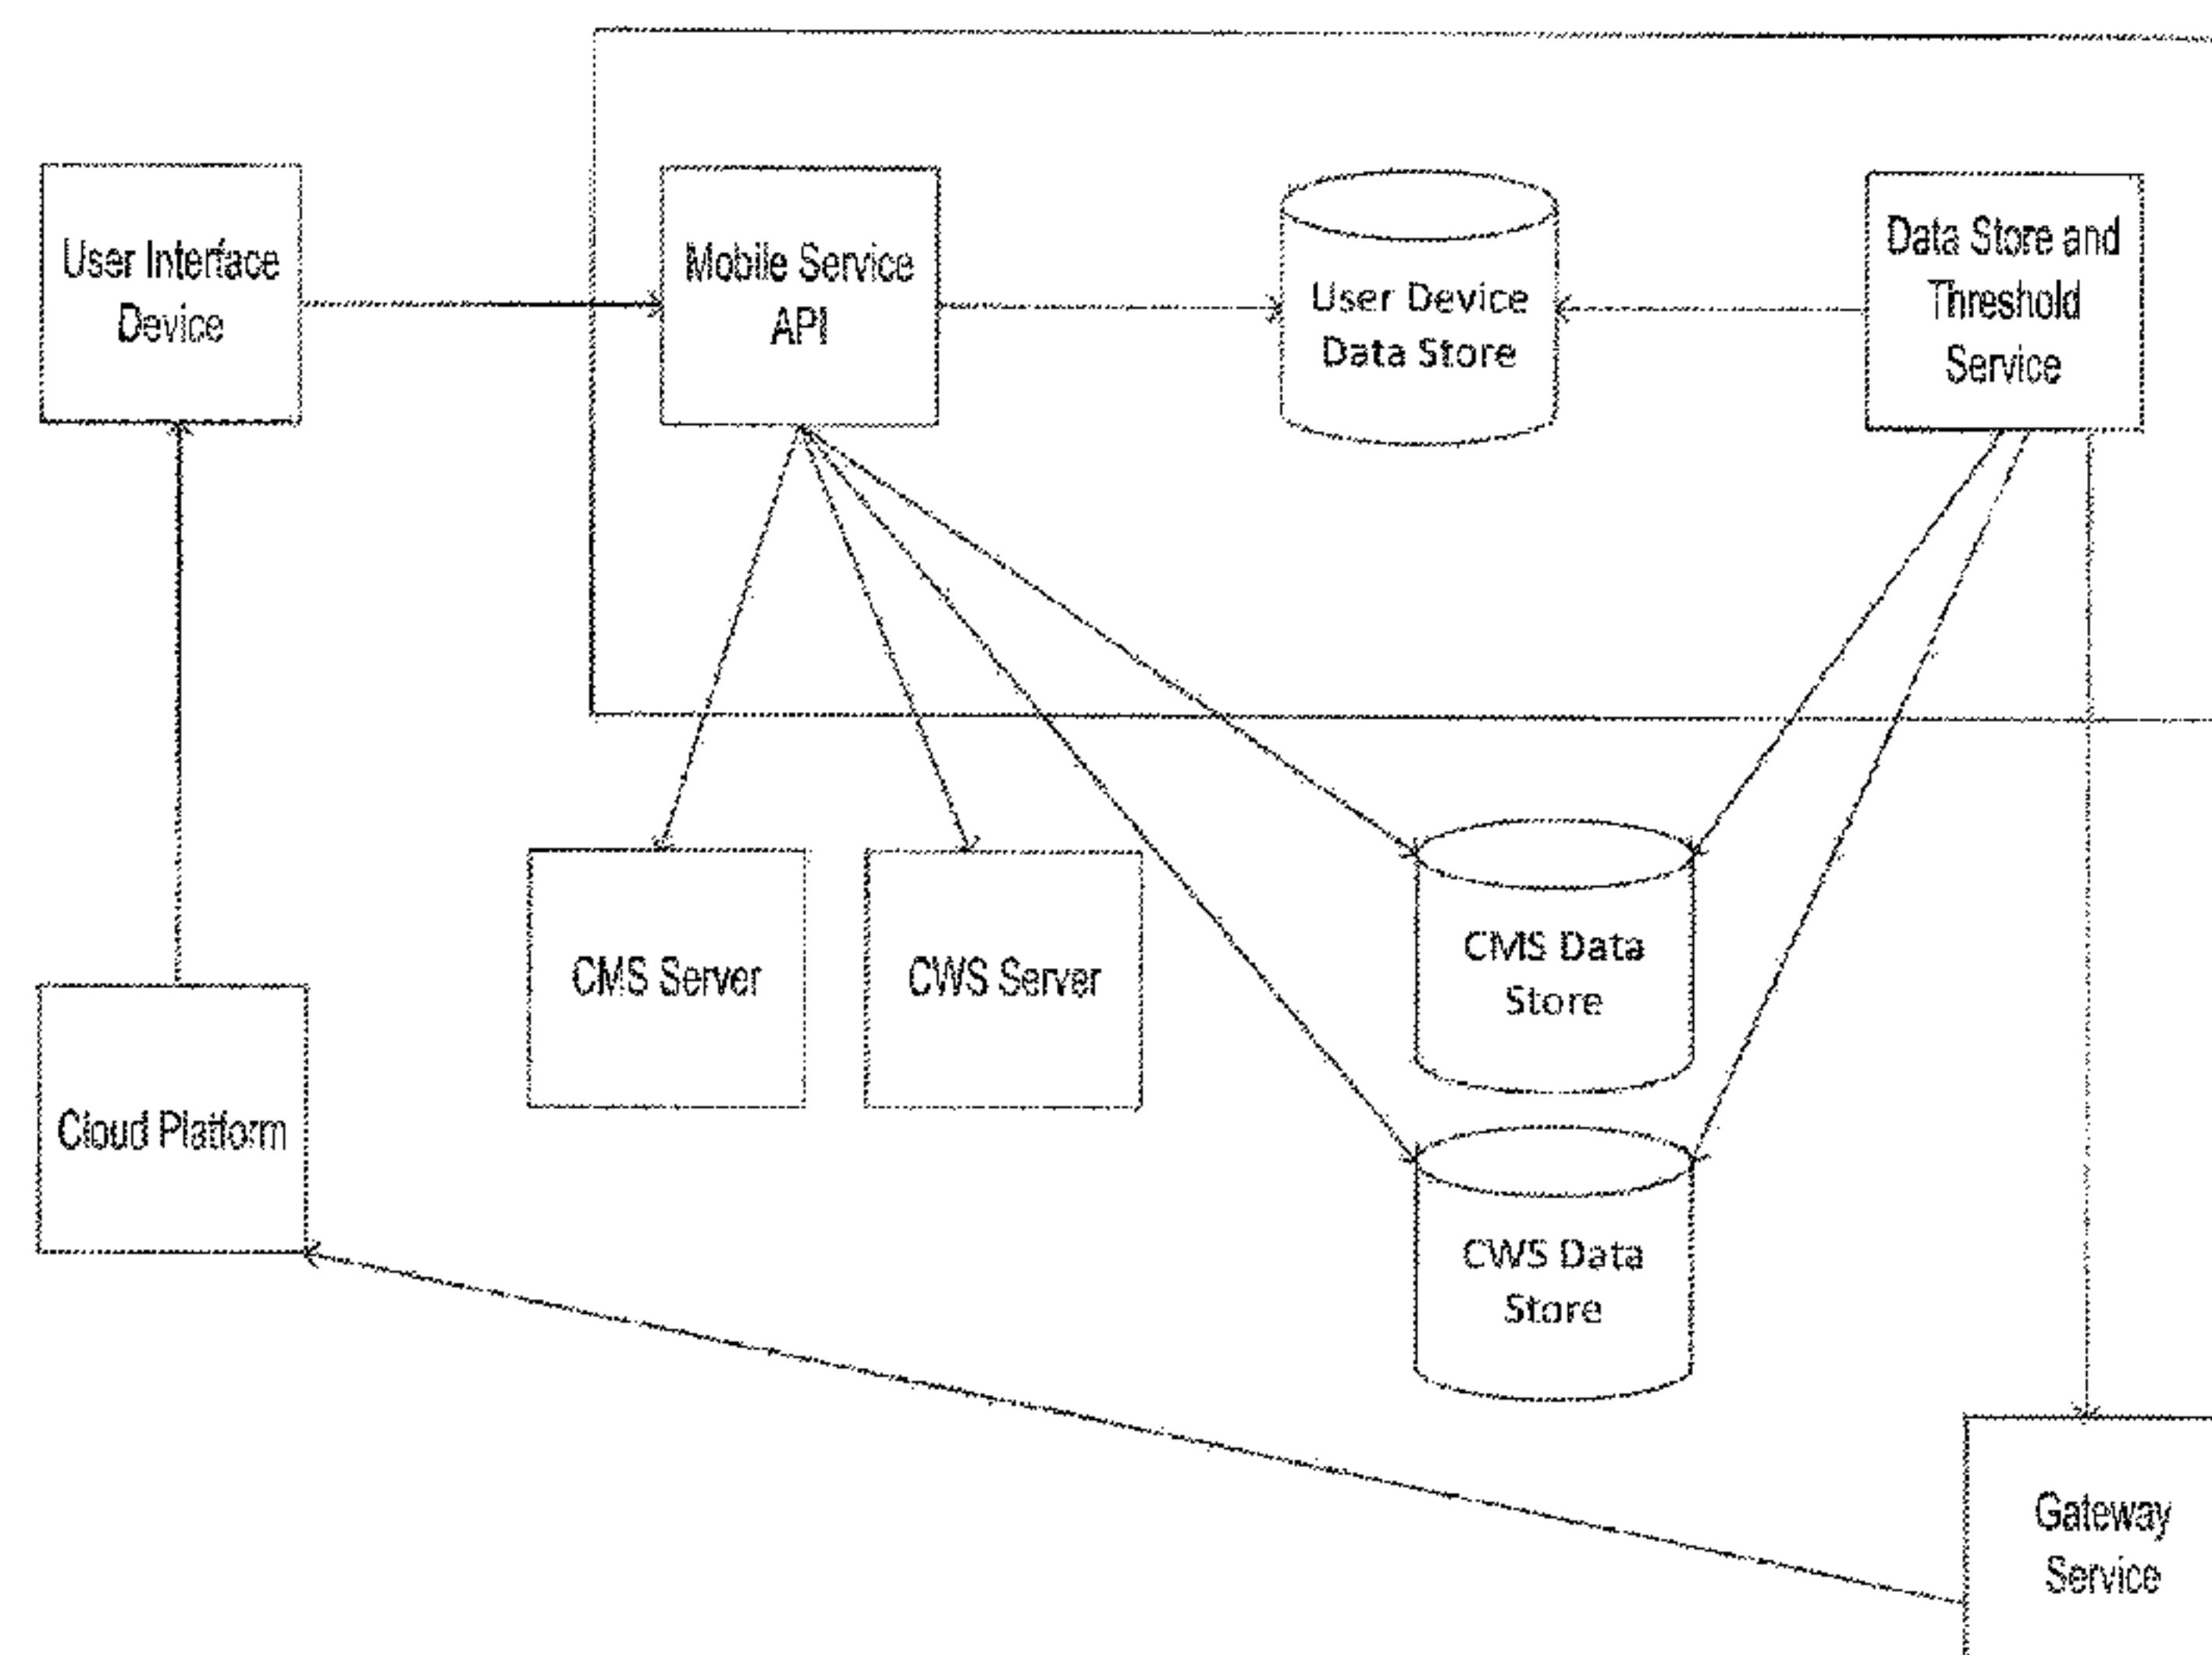 User Interface
Device
Mobile Service
API
User Device
Data Store
Data Store and
Threshold
Service
CMS Server
CWS Server
CMS Data
Store
Cloud Platform
CWS Data
Store
Gateway
Service